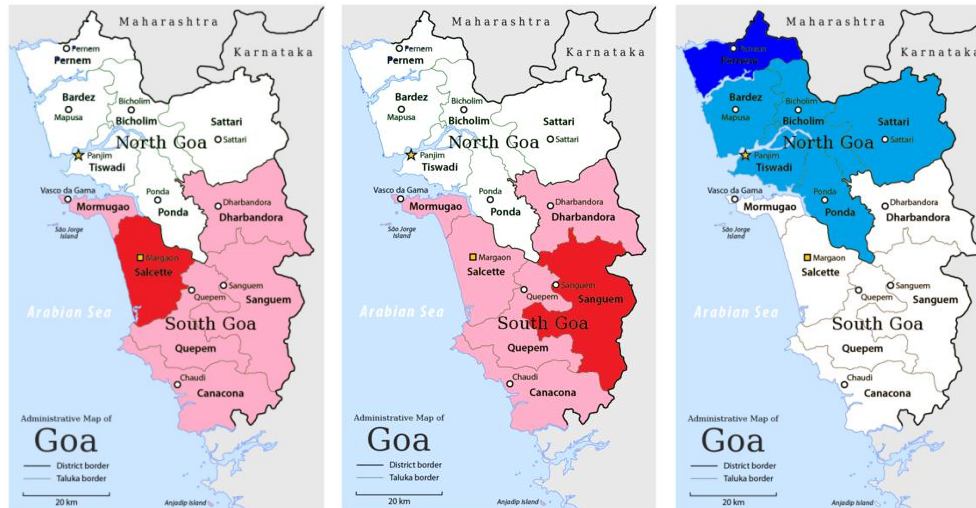 Maharashtra
Karnataka
Pernem
Pernem
Bardez
Mapusa
Bicholim
Bicholim
Sattari
Sattari
North Goa
Panjim
Tiswadi
Vasco da Gama
Mormugao
São Jorge
Island
Ponda
Ponda
Dharbandora
Dharbandora
Margaon
Salcette
Sanguem
Sanguem
Quepem
Arabian Sea
South Goa
Quepem
Chaudi
Canacona
Administrative Map of
Goa
District border
Taluka border
20 km
Anjadip Island
Maharashtra
Karnataka
Pernem
Pernem
Bardez
Mapusa
Bicholim
Bicholim
Sattari
Sattari
North Goa
Panjim
Tiswadi
Vasco da Gama
Mormugao
São Jorge
Island
Ponda
Ponda
Dharbandora
Dharbandora
Margaon
Salcette
Sanguem
Sanguem
Quepem
Arabian Sea
South Goa
Quepem
Chaudi
Canacona
Administrative Map of
Goa
District border
Taluka border
20 km
Anjadip Island
Maharashtra
Karnataka
Pernem
Pernem
Bardez
Mapusa
Bicholim
Bicholim
Sattari
Sattari
North Goa
Panjim
Tiswadi
Vasco da Gama
Mormugao
São Jorge
Island
Ponda
Ponda
Dharbandora
Dharbandora
Margaon
Salcette
Sanguem
Sanguem
Quepem
Arabian Sea
South Goa
Quepem
Chaudi
Canacona
Administrative Map of
Goa
District border
Taluka border
20 km
Anjadip Island